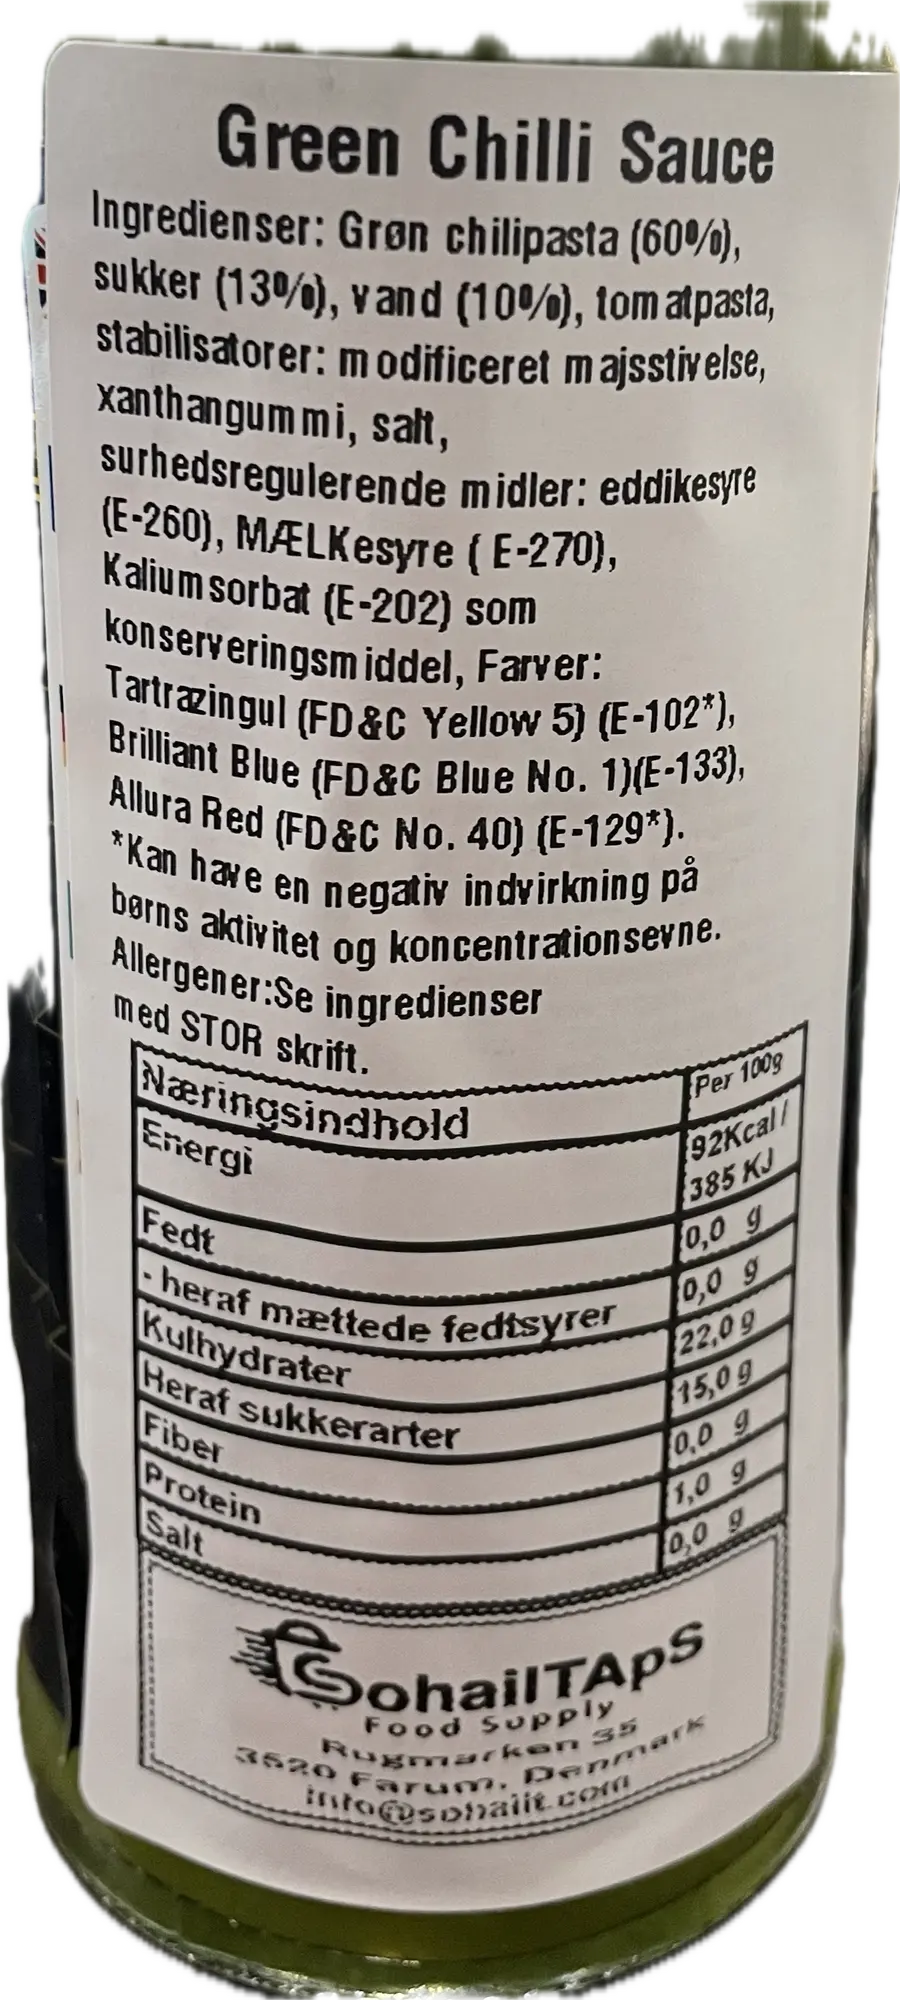 Green Chilli Sauce
Ingredienser: Grøn chilipasta (60%),
sukker (13%), vand (10%), tomatpasta,
stabilisatorer: modificeret majsstivelse,
xanthangummi, salt,
surhedsregulerende midler: eddikesyre
(E-260), MÆLKesyre ( E-270),
Kaliumsorbat (E-202) som
konserveringsmiddel, Farver:
Tartrazingul (FD&C Yellow 5) (E-102*),
Brilliant Blue (FD&C Blue No. 1)(E-133),
Allura Red (FD&C No. 40) (E-129*).
*Kan have en negativ indvirkning på
børns aktivitet og koncentrationsevne.
Allergener:Se ingredienser
med STOR skrift.
Næringsindhold Per 100g
Energi 92Kcal/
385 KJ
Fedt 0,0 g
- heraf mættede fedtsyrer 0,0 g
Kulhydrater 22,0 g
Heraf sukkerarter 15,0 g
Fiber 0,0 g
Protein 1,0 g
Salt 0,0 g
SohailTApS
Food Supply
Rugmarken 35
3520 Farum, Denmark
info@sohailit.com